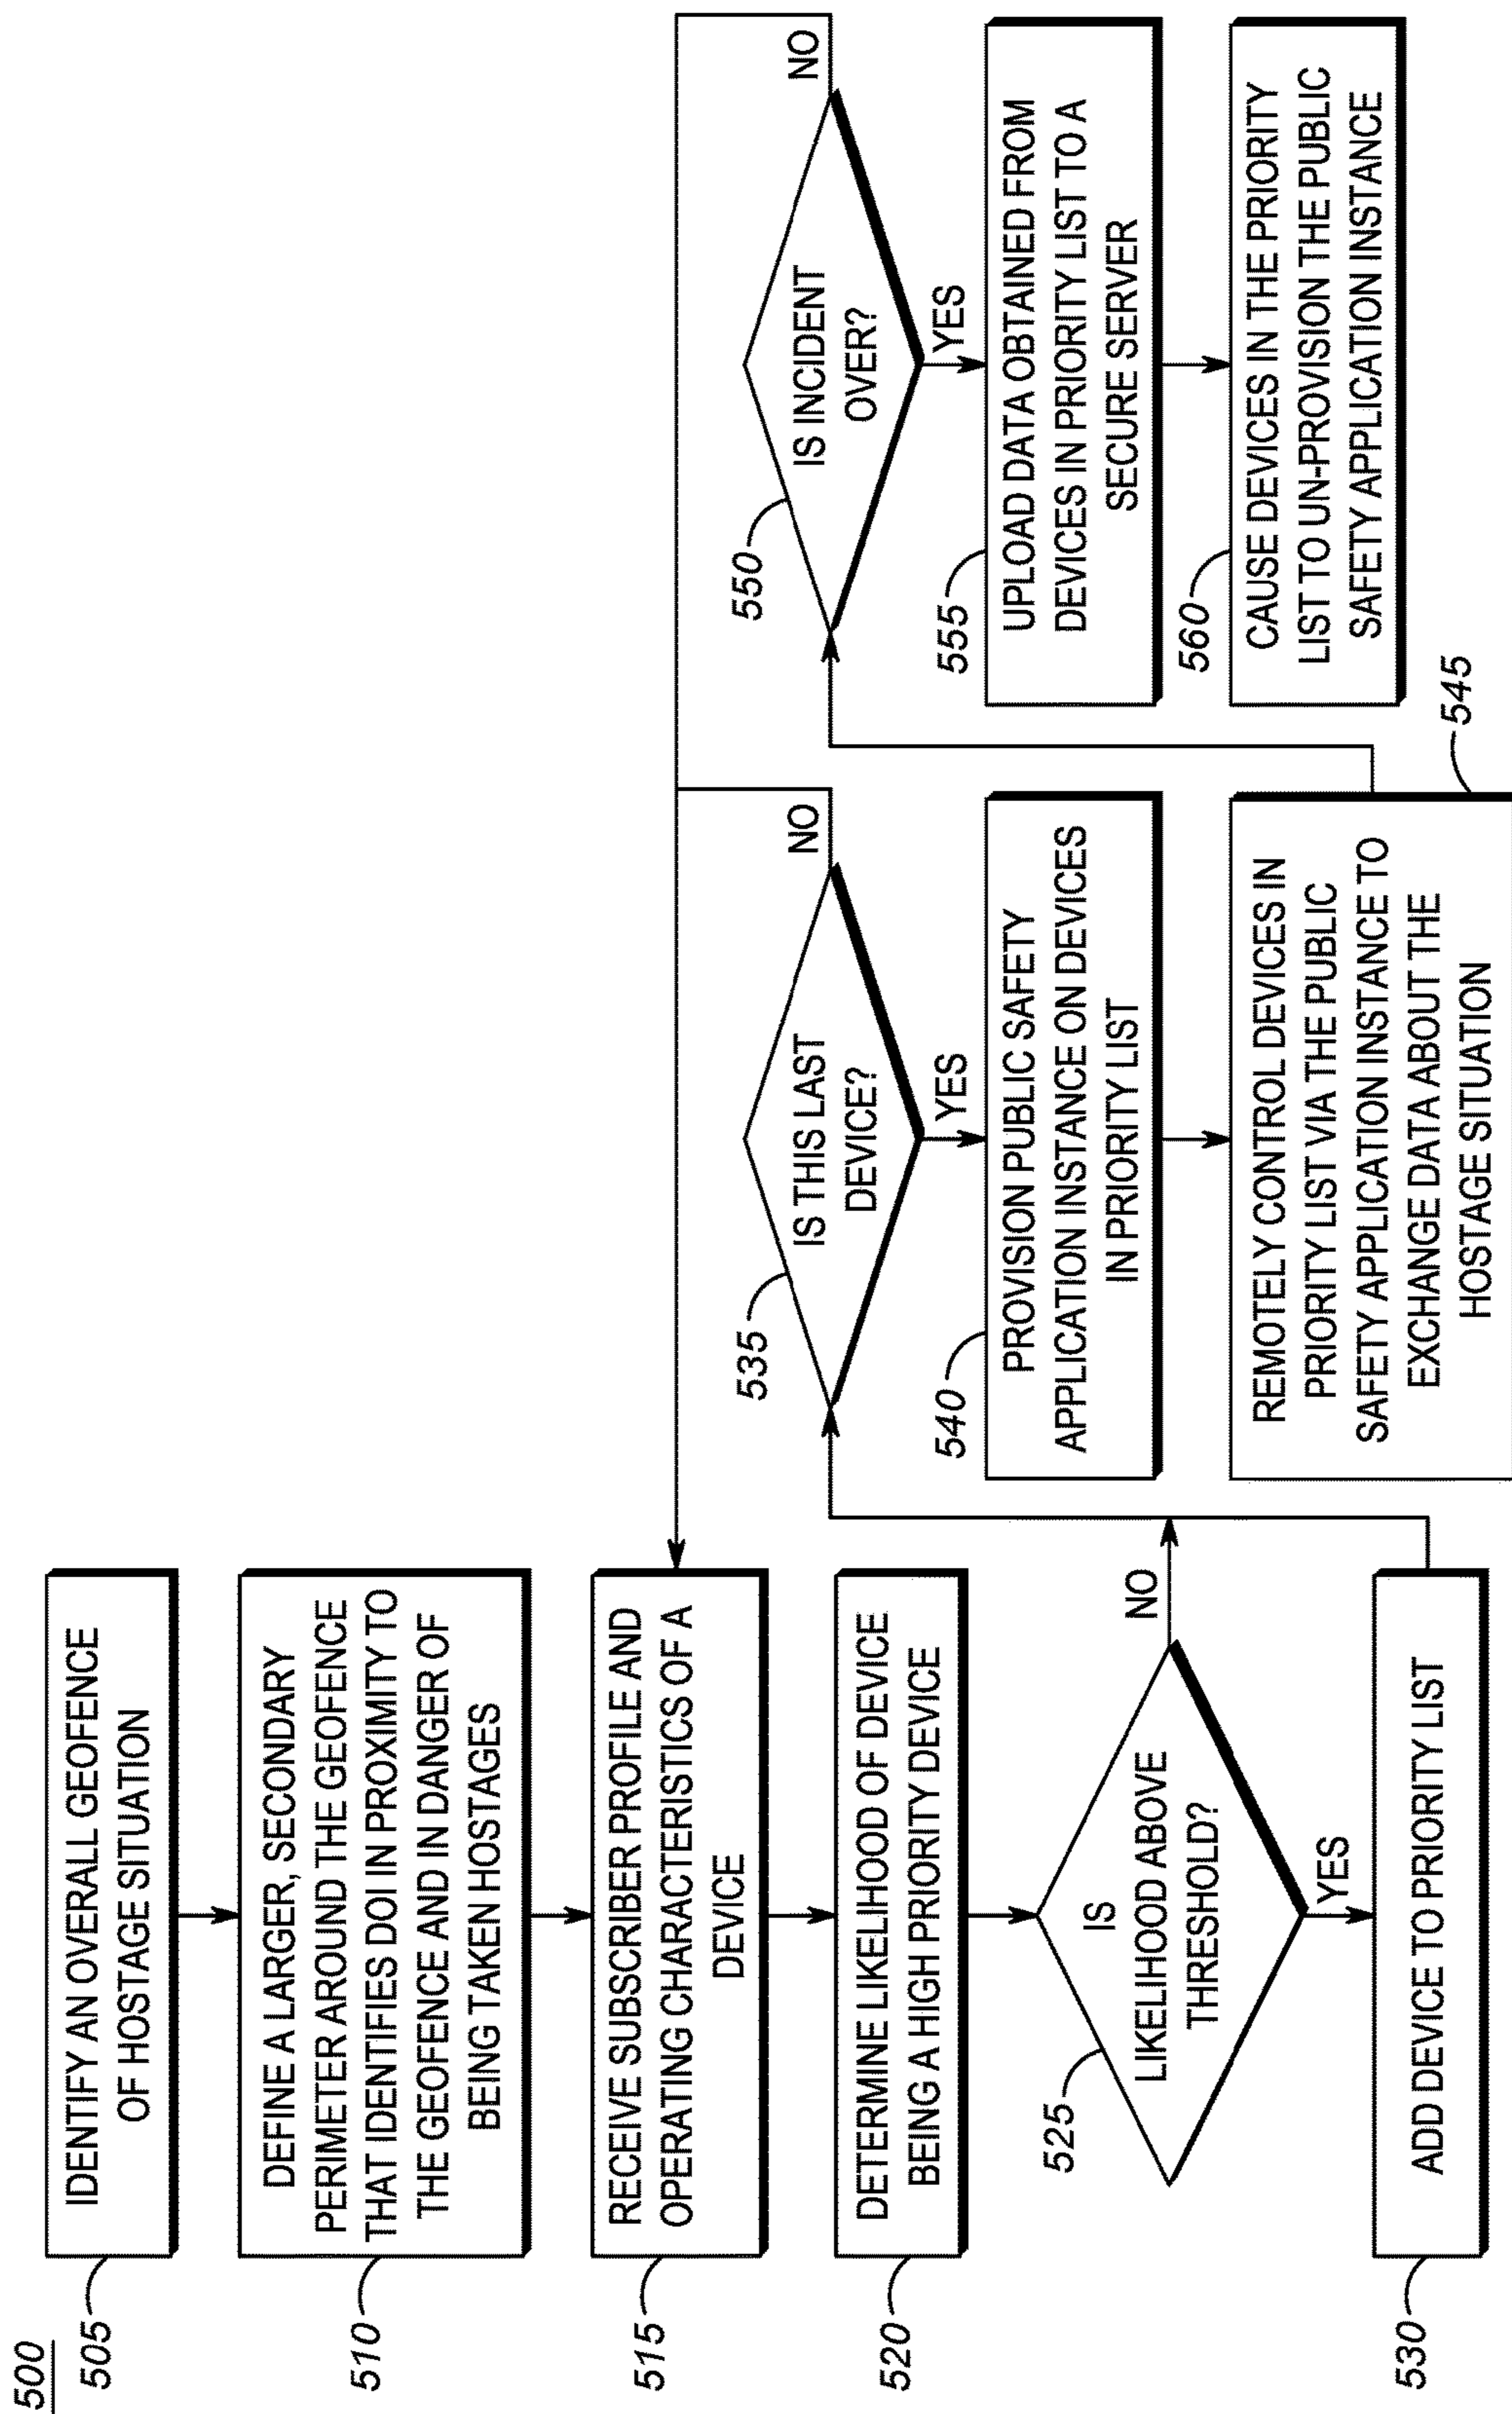 500
505
IDENTIFY AN OVERALL GEOFENCE
OF HOSTAGE SITUATION
510
DEFINE A LARGER, SECONDARY
PERIMETER AROUND THE GEOFENCE
THAT IDENTIFIES DOI IN PROXIMITY TO
THE GEOFENCE AND IN DANGER OF
BEING TAKEN HOSTAGES
515
RECEIVE SUBSCRIBER PROFILE AND
OPERATING CHARACTERISTICS OF A
DEVICE
520
DETERMINE LIKELIHOOD OF DEVICE
BEING A HIGH PRIORITY DEVICE
525
IS
LIKELIHOOD ABOVE
THRESHOLD?
NO
YES
530
ADD DEVICE TO PRIORITY LIST
535
IS THIS LAST
DEVICE?
NO
YES
540
PROVISION PUBLIC SAFETY
APPLICATION INSTANCE ON DEVICES
IN PRIORITY LIST
REMOTELY CONTROL DEVICES IN
PRIORITY LIST VIA THE PUBLIC
SAFETY APPLICATION INSTANCE TO
EXCHANGE DATA ABOUT THE
HOSTAGE SITUATION
545
550
IS INCIDENT
OVER?
NO
YES
555
UPLOAD DATA OBTAINED FROM
DEVICES IN PRIORITY LIST TO A
SECURE SERVER
560
CAUSE DEVICES IN THE PRIORITY
LIST TO UN-PROVISION THE PUBLIC
SAFETY APPLICATION INSTANCE